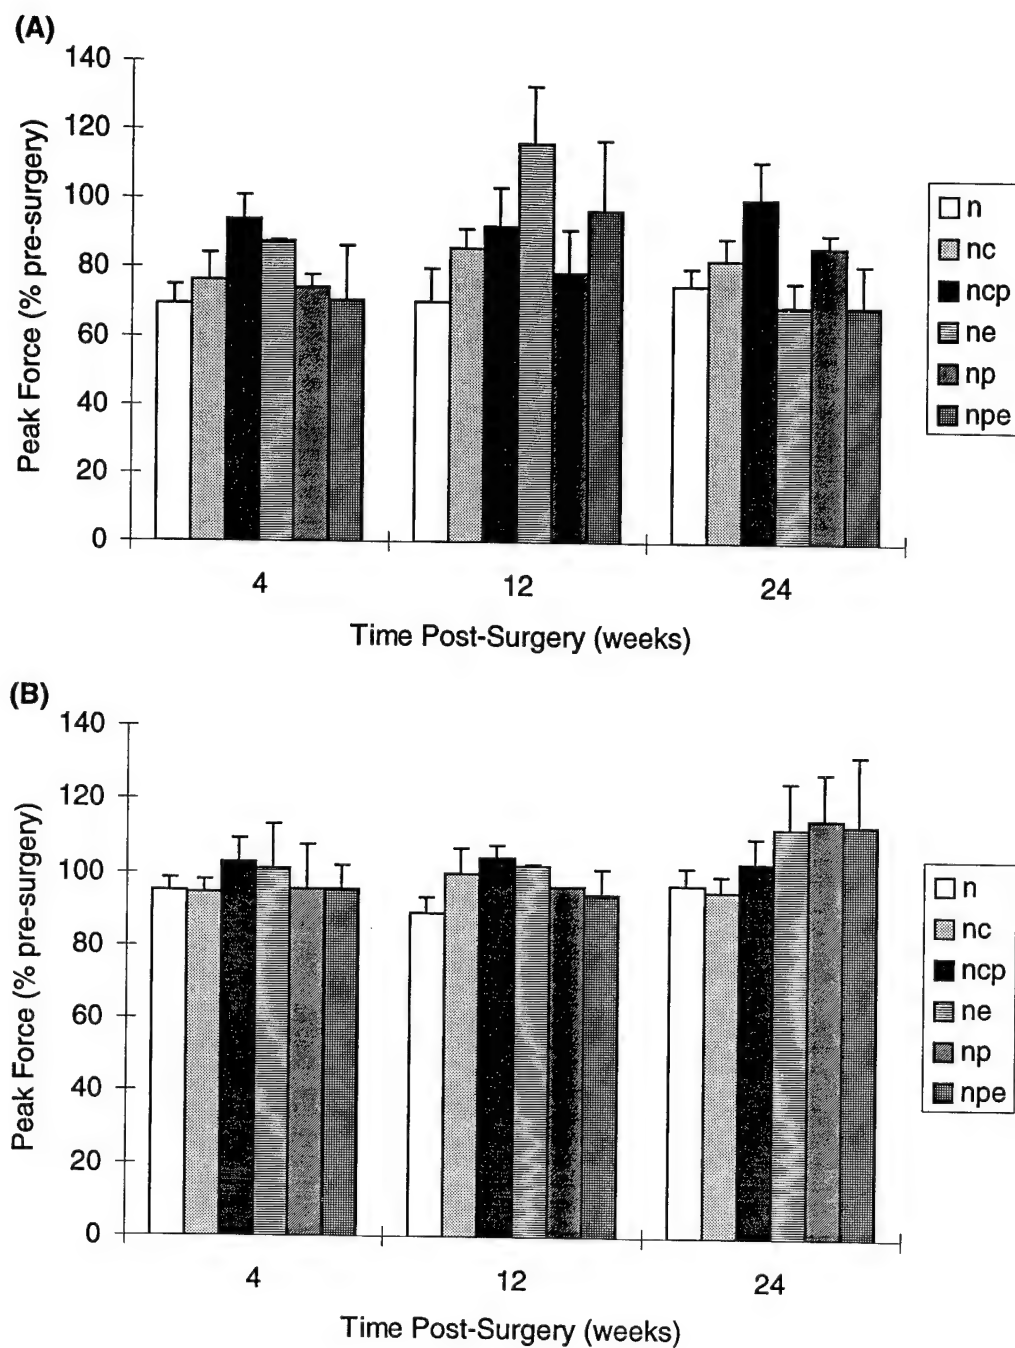 (A)
140
120
100
80
60
40
20
0
Peak Force (% pre-surgery)
4
12
24
Time Post-Surgery (weeks)
n
nc
ncp
ne
np
npe
(B)
140
120
100
80
60
40
20
0
Peak Force (% pre-surgery)
4
12
24
Time Post-Surgery (weeks)
n
nc
ncp
ne
np
npe